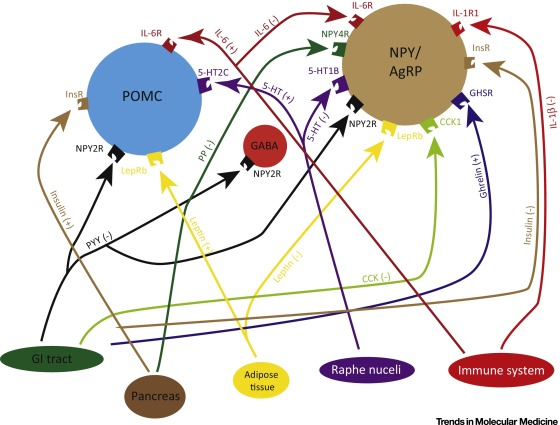 IL-6R
IL-6 (+)
IL-6 (-)
IL-6R
IL-1R1
NPY4R
InsR
NPY/
AgRP
5-HT2C
5-HT (+)
5-HT1B
POMC
InsR
GHSR
5-HT (-)
NPY2R
LepRb
CCK1
IL-1β (-)
PP (-)
GABA
NPY2R
LepRb
NPY2R
Ghrelin (+)
Insulin (+)
PYY (-)
Leptin (+)
Leptin (-)
Insulin (-)
CCK (-)
GI tract
Pancreas
Adipose
tissue
Raphe nuceli
Immune system
Trends in Molecular Medicine